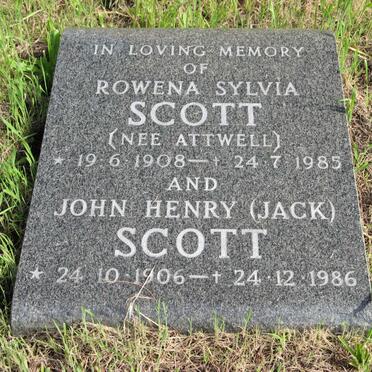 IN LOVING MEMORY
OF
ROWENA SYLVIA
SCOTT
(NEE ATTWELL)
★ 19·6·1908—† 24·7·1985
AND
JOHN HENRY (JACK)
SCOTT
★ 24·10·1906—† 24·12·1986